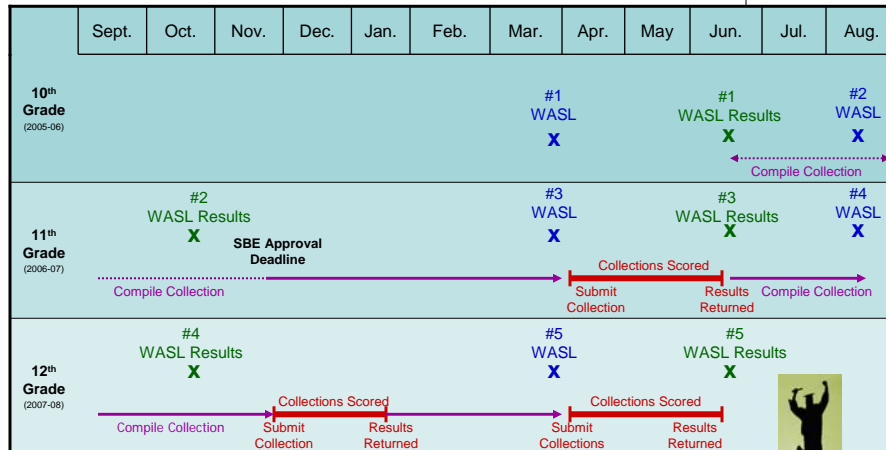 Sept. Oct. Nov. Dec. Jan. Feb. Mar. Apr. May Jun. Jul. Aug.
10th
Grade
(2005-06)
#1
WASL
X
#1
WASL Results
X
#2
WASL
X
Compile Collection
11th
Grade
(2006-07)
#2
WASL Results
X
SBE Approval
Deadline
#3
WASL
X
#3
WASL Results
X
#4
WASL
X
Compile Collection
Collections Scored
Submit
Collection
Results
Returned
Compile Collection
12th
Grade
(2007-08)
#4
WASL Results
X
#5
WASL
X
#5
WASL Results
X
Compile Collection
Collections Scored
Submit
Collection
Results
Returned
Collections Scored
Submit
Collections
Results
Returned